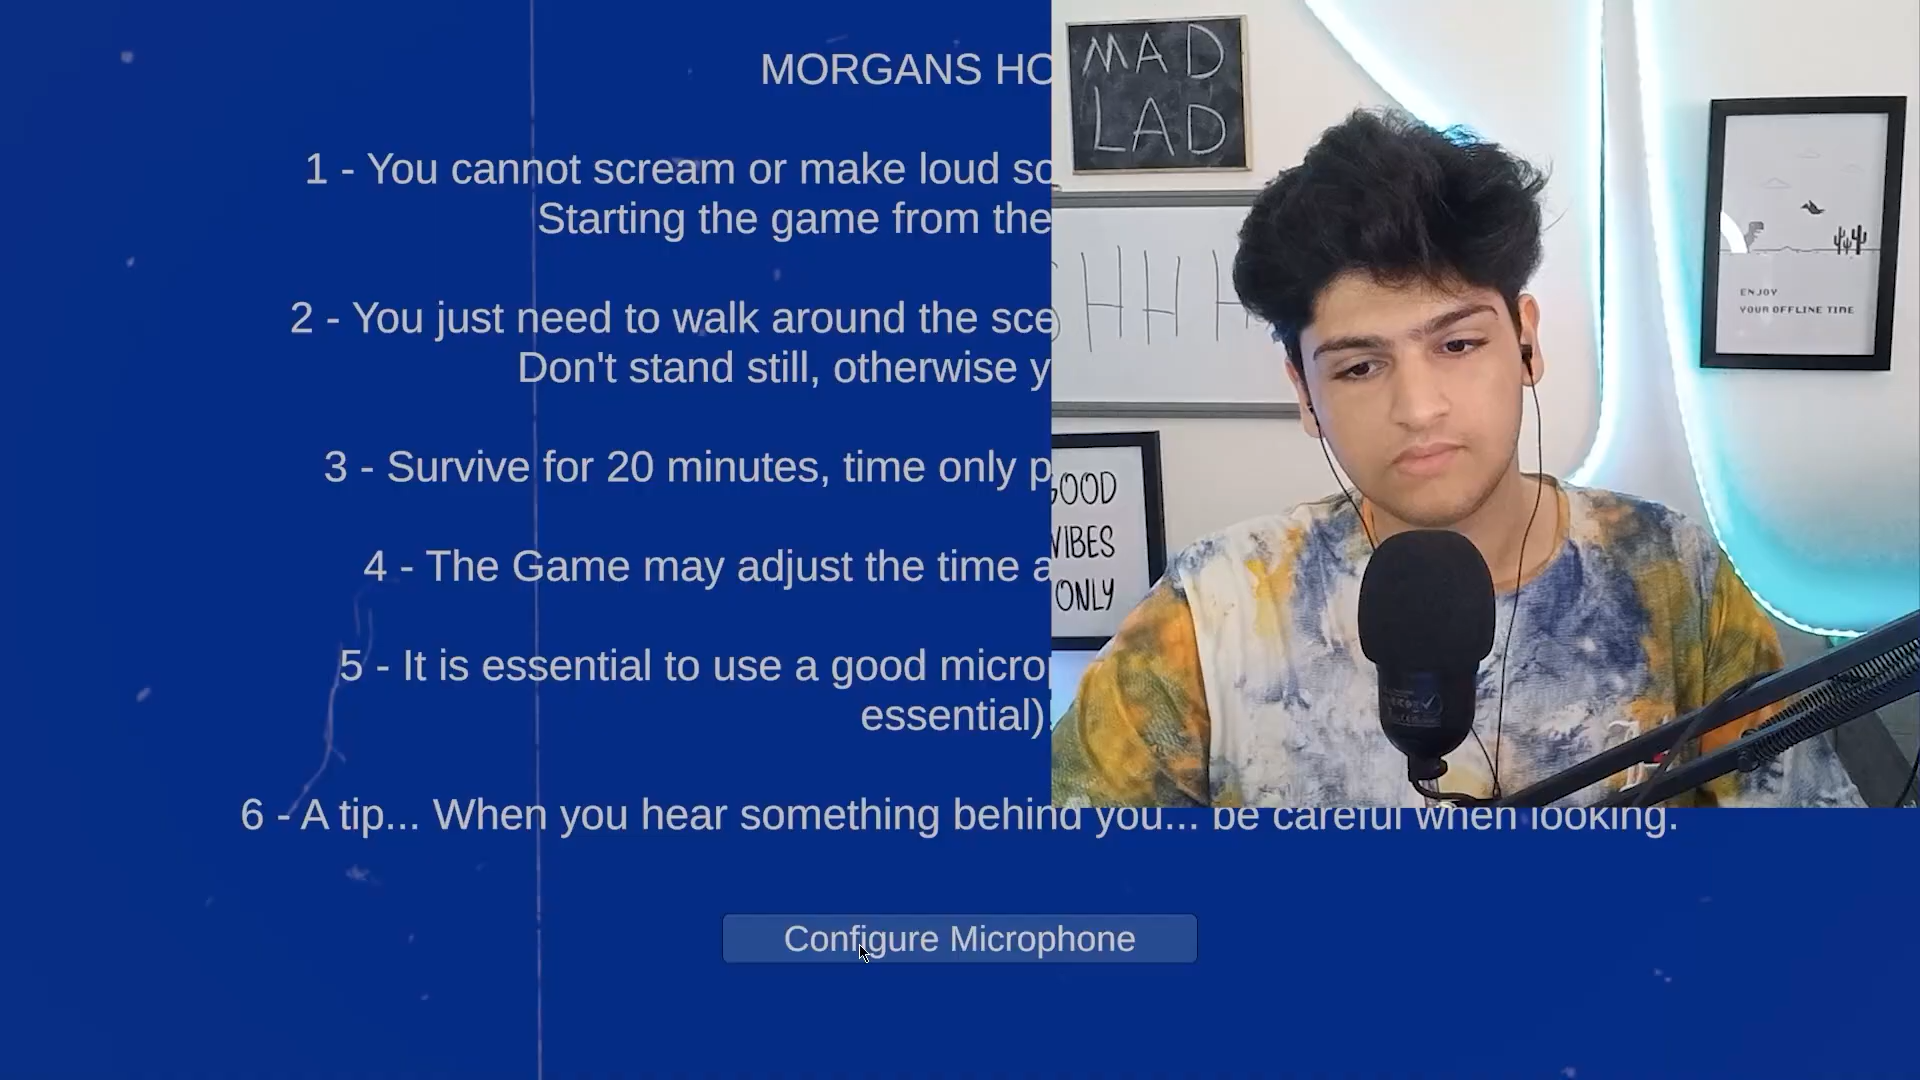 MORGANS HO
1 - You cannot scream or make loud so
Starting the game from the
2 - You just need to walk around the sce
Don't stand still, otherwise y
3 - Survive for 20 minutes, time only p
4 - The Game may adjust the time a
5 - It is essential to use a good micro
essential)
6 - A tip... When you hear something behind you... be careful when looking.
Configure Microphone
MAD
LAD
HHH
GOOD
VIBES
ONLY
ENJOY
YOUR OFFLINE TIME